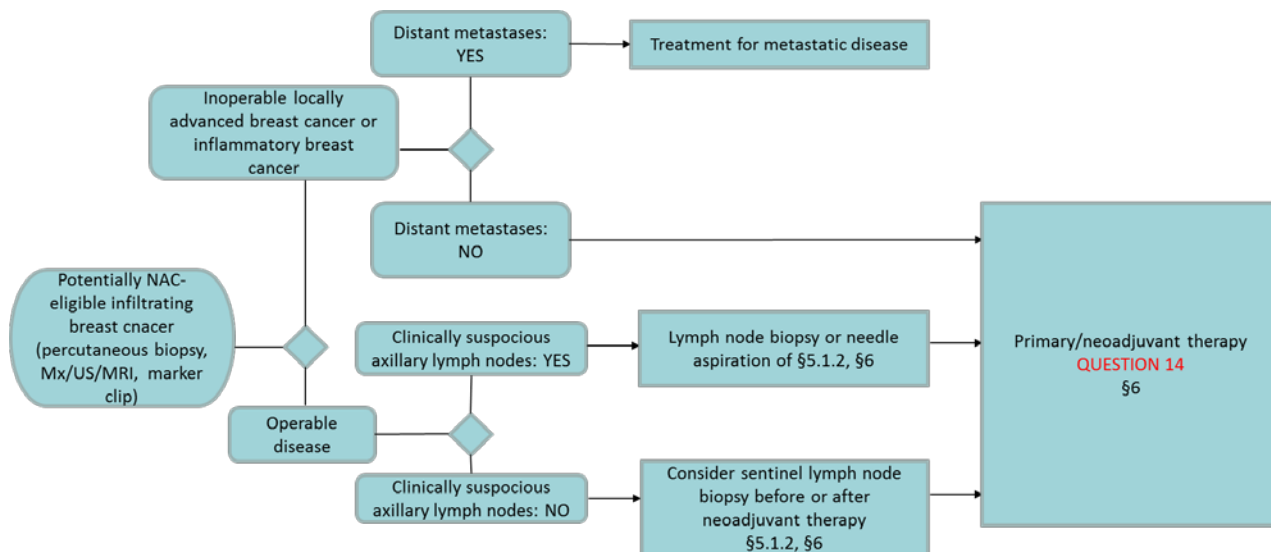 Distant metastases:
YES
Treatment for metastatic disease
Inoperable locally
advanced breast cancer or
inflammatory breast
cancer
Distant metastases:
NO
Potentially NAC-
eligible infiltrating
breast cnacer
(percutaneous biopsy,
Mx/US/MRI, marker
clip)
Operable
disease
Clinically suspocious
axillary lymph nodes: YES
Lymph node biopsy or needle
aspiration of §5.1.2, §6
Clinically suspocious
axillary lymph nodes: NO
Consider sentinel lymph node
biopsy before or after
neoadjuvant therapy
§5.1.2, §6
Primary/neoadjuvant therapy
QUESTION 14
§6